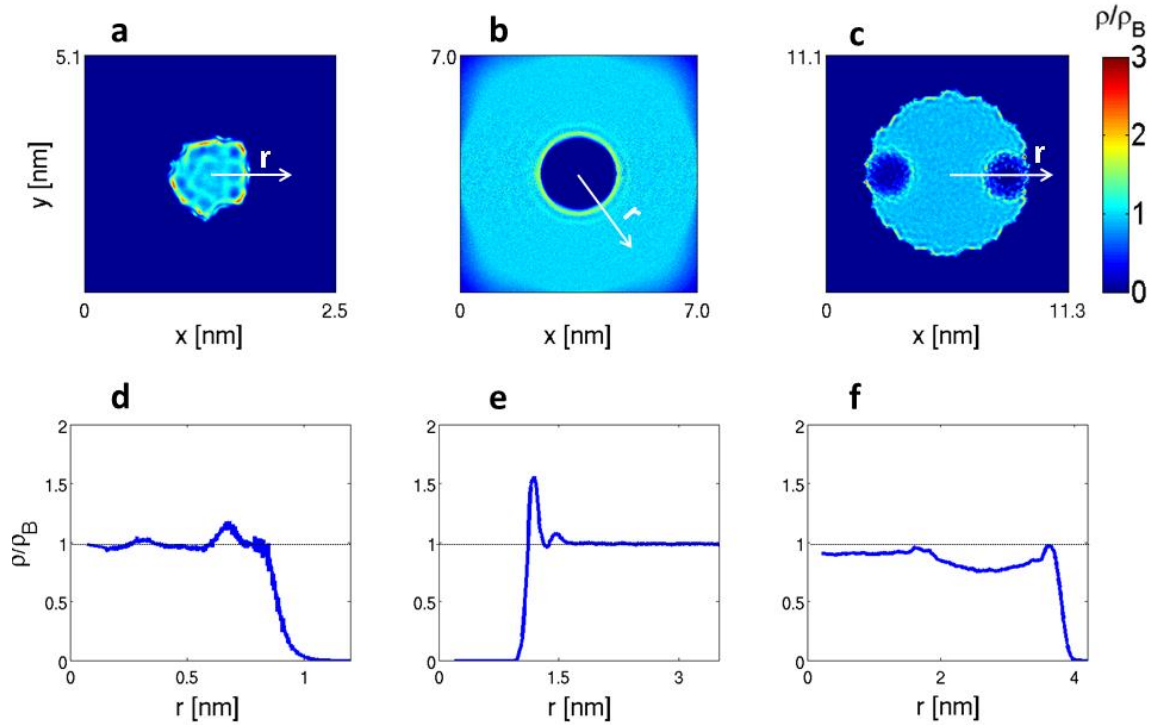 a b c ρ/ρB
5.1 7.0 11.1 3
y [nm] r r r 2
1
0 2.5 0 7.0 0 11.3 0
x [nm] x [nm] x [nm]
d e f
2 2 2
1.5 1.5 1.5
ρ/ρB 1 1 1
0.5 0.5 0.5
0 0 0
0 0.5 1 0 1.5 3 0 2 4
r [nm] r [nm] r [nm]